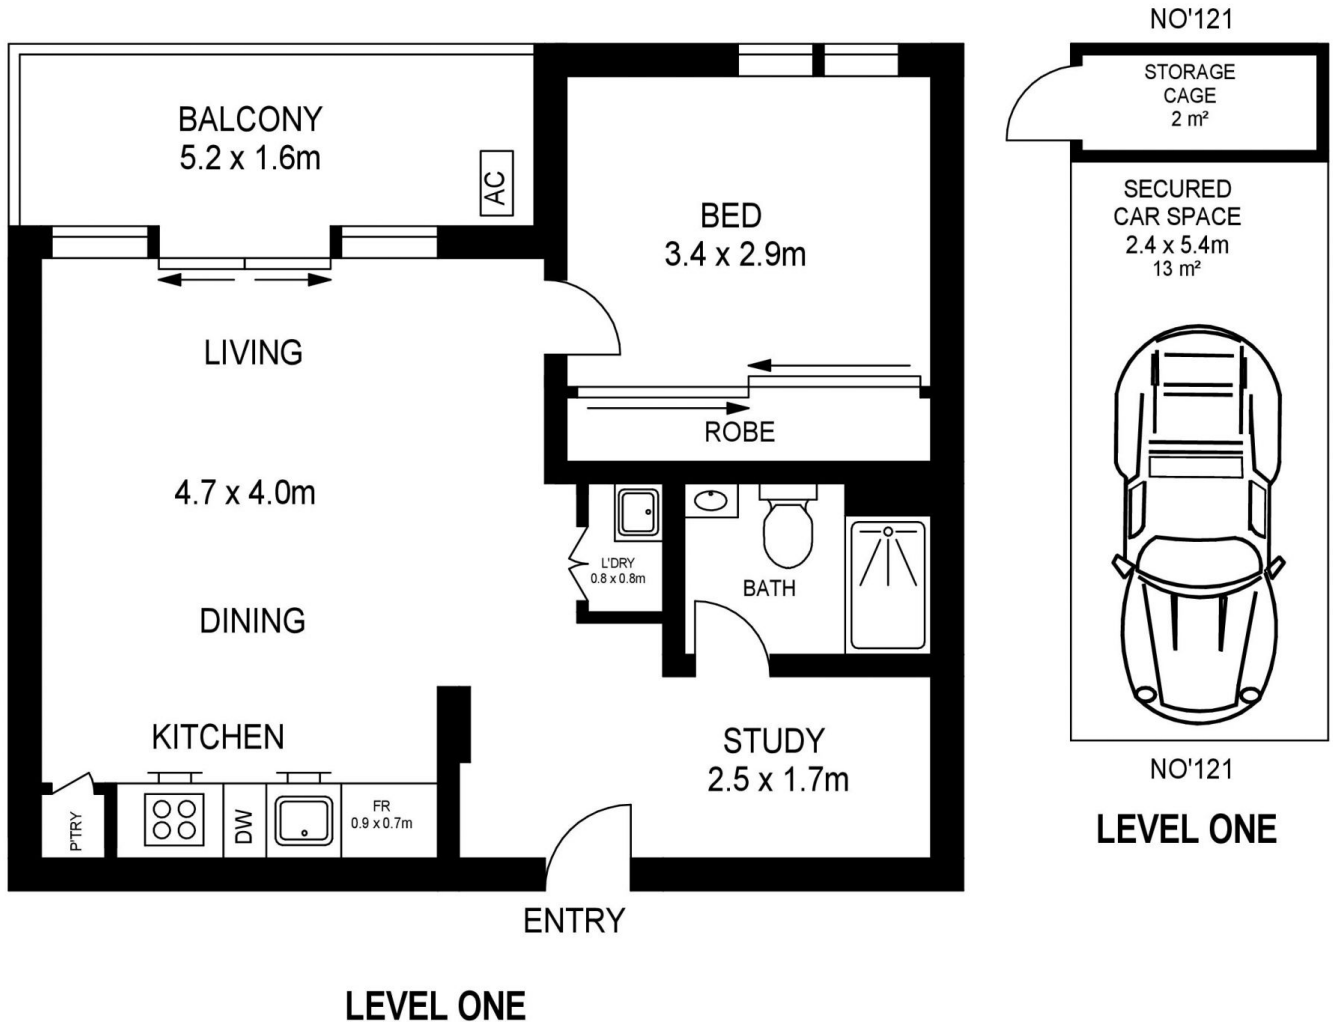 BALCONY
5.2 x 1.6m
AC
BED
3.4 x 2.9m
LIVING
ROBE
4.7 x 4.0m
L'DRY
0.8 x 0.8m
BATH
DINING
KITCHEN
STUDY
2.5 x 1.7m
P'TRY
DW
FR
0.9 x 0.7m
ENTRY
LEVEL ONE
NO'121
STORAGE
CAGE
2 m²
SECURED
CAR SPACE
2.4 x 5.4m
13 m²
NO'121
LEVEL ONE